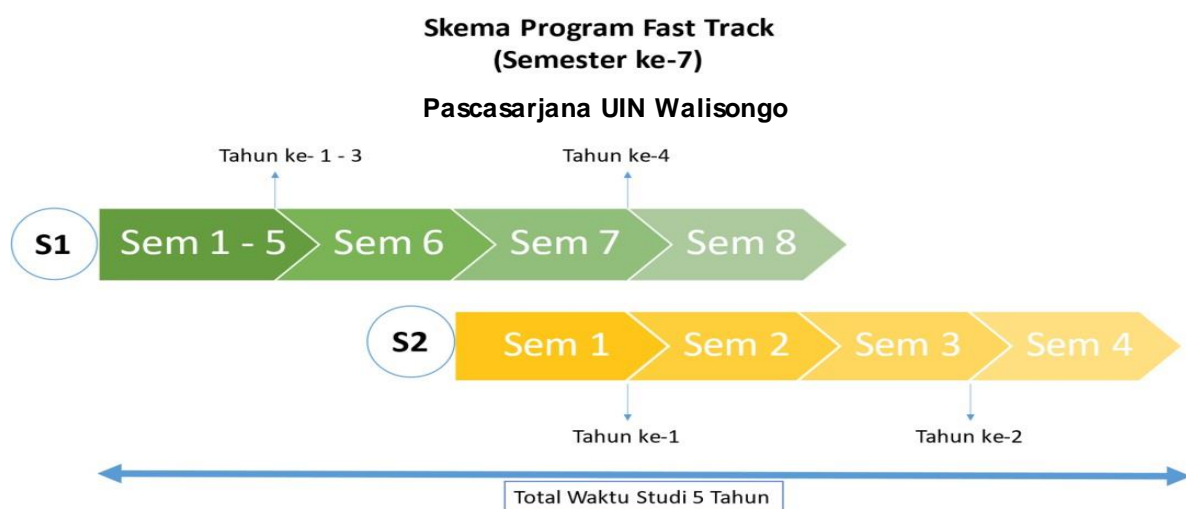 Skema Program Fast Track
(Semester ke-7)
Pascasarjana UIN Walisongo
Tahun ke- 1 - 3
Tahun ke-4
S1
Sem 1 - 5
Sem 6
Sem 7
Sem 8
S2
Sem 1
Sem 2
Sem 3
Sem 4
Tahun ke-1
Tahun ke-2
Total Waktu Studi 5 Tahun